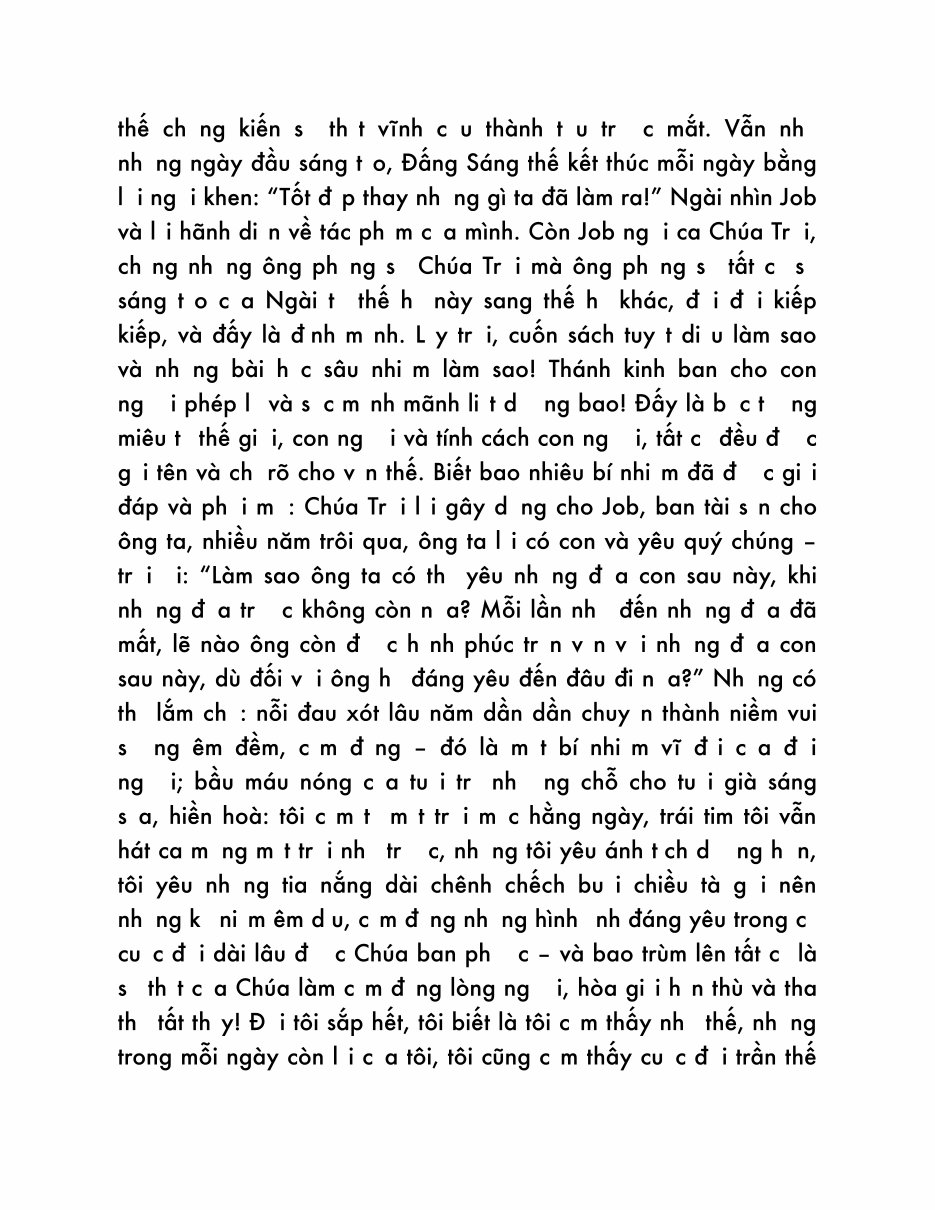 thế ch ng kiến s th t vĩnh c u thành t u tr c mắt. Vẫn nh
nh ng ngày đầu sáng t o, Đấng Sáng thế kết thúc mỗi ngày bằng
l i ng i khen: “Tốt đ p thay nh ng gì ta đã làm ra!” Ngài nhìn Job
và l i hãnh di n về tác ph m c a mình. Còn Job ng i ca Chúa Tr i,
ch ng nh ng ông ph ng s Chúa Tr i mà ông ph ng s tất c s
sáng t o c a Ngài t thế h này sang thế h khác, đ i đ i kiếp
kiếp, và đấy là đ nh m nh. L y tr i, cuốn sách tuy t di u làm sao
và nh ng bài h c sâu nhi m làm sao! Thánh kinh ban cho con
ng i phép l và s c m nh mãnh li t d ng bao! Đấy là b c t ng
miêu t thế gi i, con ng i và tính cách con ng i, tất c đều đ c
g i tên và ch rõ cho v n thế. Biết bao nhiêu bí nhi m đã đ c gi i
đáp và ph i m : Chúa Tr i l i gây d ng cho Job, ban tài s n cho
ông ta, nhiều năm trôi qua, ông ta l i có con và yêu quý chúng –
tr i i: “Làm sao ông ta có th yêu nh ng đ a con sau này, khi
nh ng đ a tr c không còn n a? Mỗi lần nh đến nh ng đ a đã
mất, lẽ nào ông còn đ c h nh phúc tr n v n v i nh ng đ a con
sau này, dù đối v i ông h đáng yêu đến đâu đi n a?” Nh ng có
th lắm ch : nỗi đau xót lâu năm dần dần chuy n thành niềm vui
s ng êm đềm, c m đ ng – đó là m t bí nhi m vĩ đ i c a đ i
ng i; bầu máu nóng c a tu i tr nh ng chỗ cho tu i già sáng
s a, hiền hoà: tôi c m t m t tr i m c hằng ngày, trái tim tôi vẫn
hát ca m ng m t tr i nh tr c, nh ng tôi yêu ánh t ch d ng h n,
tôi yêu nh ng tia nắng dài chênh chếch bu i chiều tà g i nên
nh ng k ni m êm d u, c m đ ng nh ng hình nh đáng yêu trong c
cu c đ i dài lâu đ c Chúa ban ph c – và bao trùm lên tất c là
s th t c a Chúa làm c m đ ng lòng ng i, hòa gi i h n thù và tha
th tất th y! Đ i tôi sắp hết, tôi biết là tôi c m thấy nh thế, nh ng
trong mỗi ngày còn l i c a tôi, tôi cũng c m thấy cu c đ i trần thế